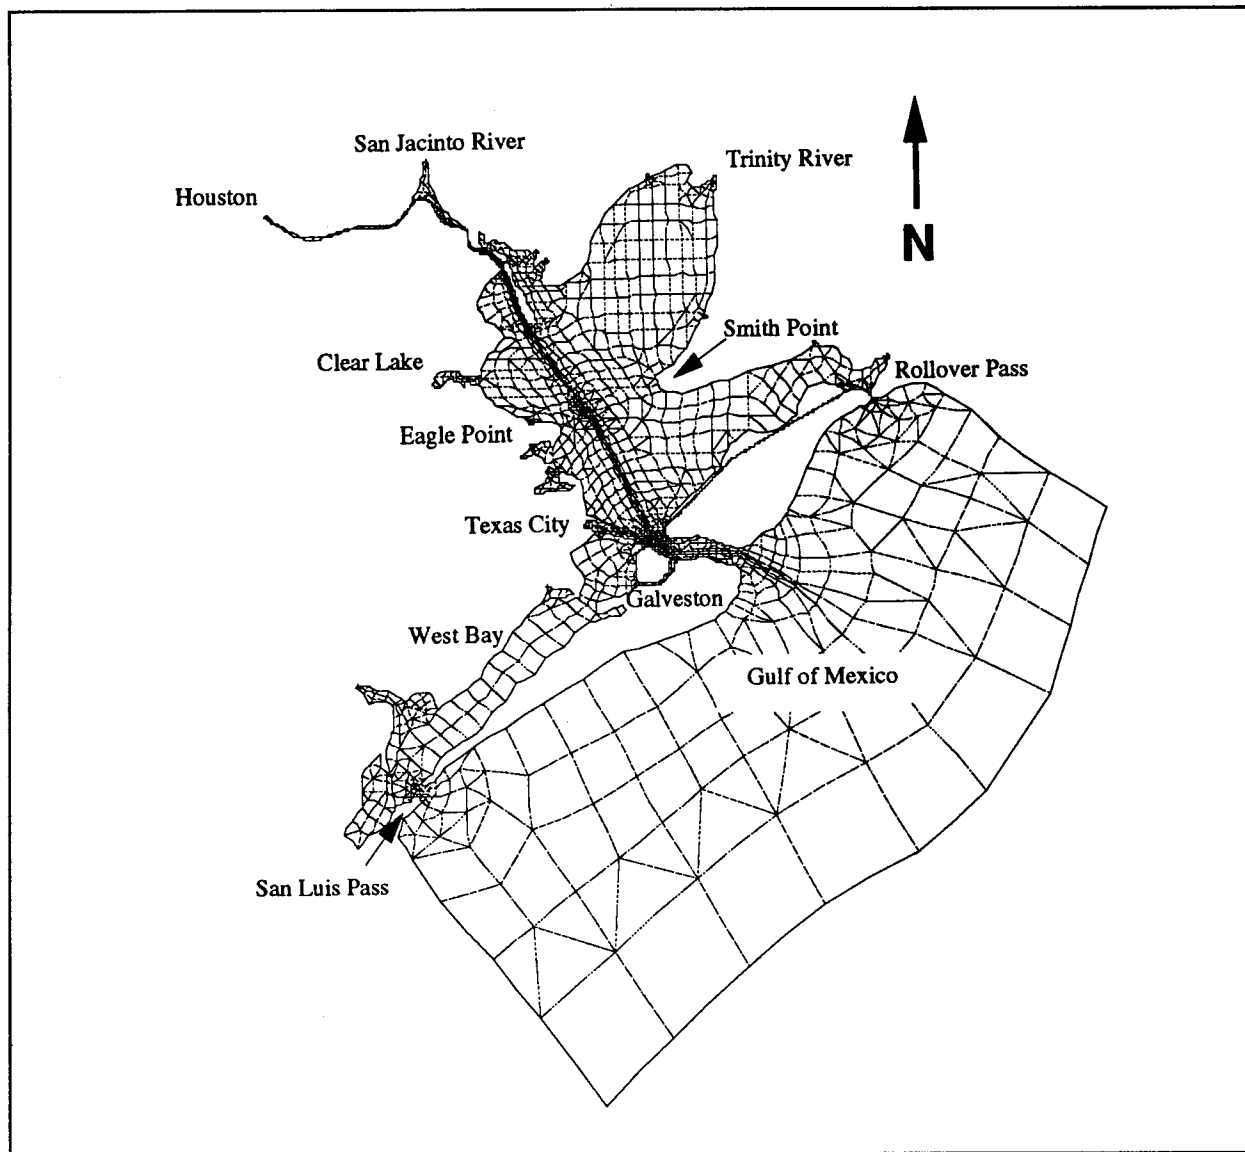 San Jacinto River
Trinity River
Houston
N
Smith Point
Clear Lake
Rollover Pass
Eagle Point
Texas City
Galveston
West Bay
Gulf of Mexico
San Luis Pass